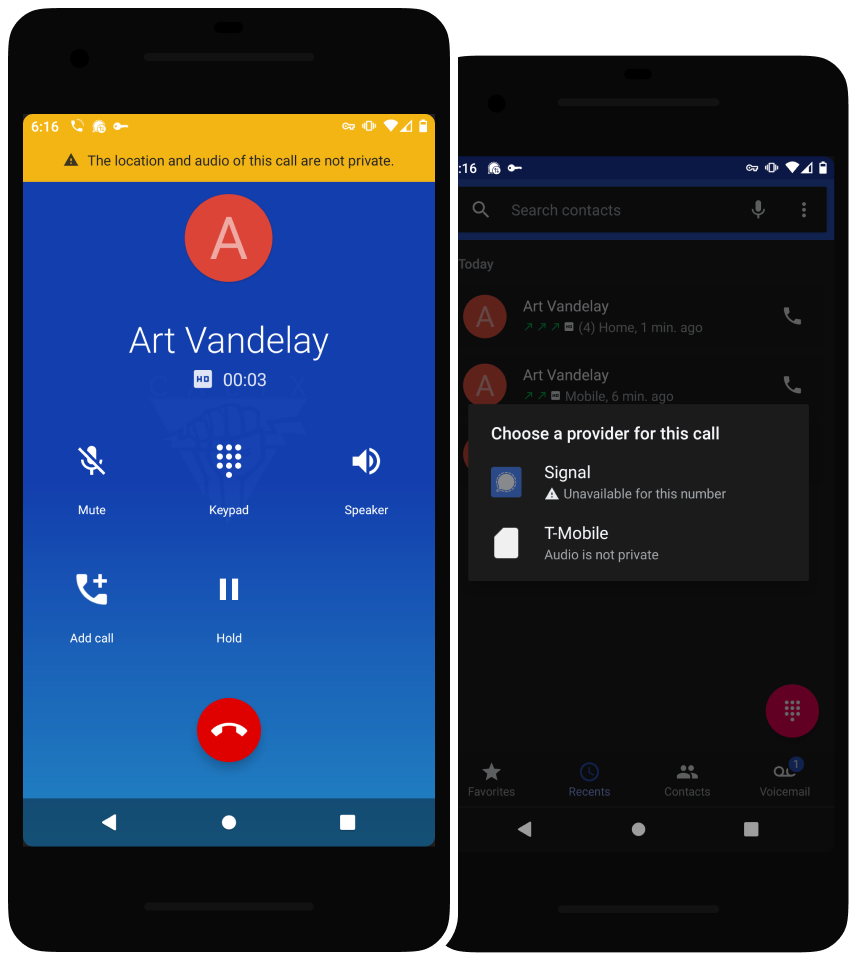 6:16
The location and audio of this call are not private.
A
Art Vandelay
HD 00:03
Mute
Keypad
Speaker
Add call
Hold
:16
Search contacts
Today
A
Art Vandelay
HD (4) Home, 1 min. ago
A
Art Vandelay
HD Mobile, 6 min. ago
Choose a provider for this call
Signal
Unavailable for this number
T-Mobile
Audio is not private
1
Favorites
Recents
Contacts
Voicemail